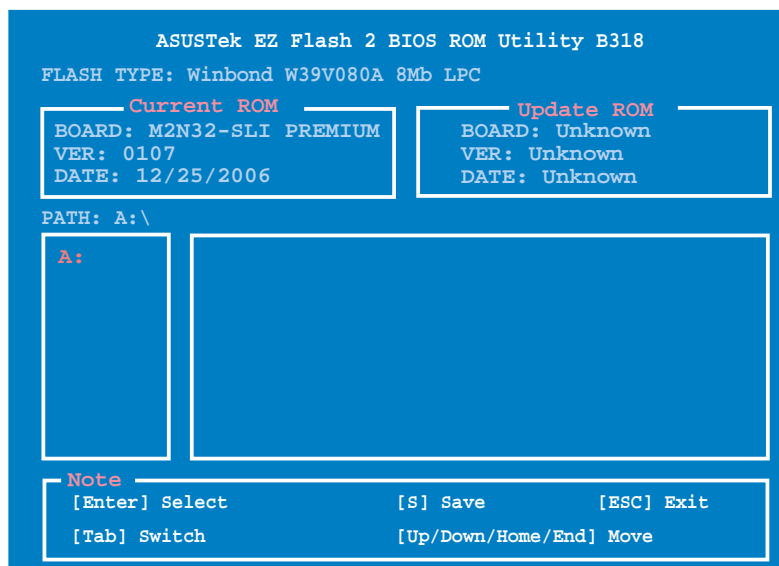 ASUSTek EZ Flash 2 BIOS ROM Utility B318
FLASH TYPE: Winbond W39V080A 8Mb LPC
Current ROM
BOARD: M2N32-SLI PREMIUM
VER: 0107
DATE: 12/25/2006
Update ROM
BOARD: Unknown
VER: Unknown
DATE: Unknown
PATH: A:\
A:
Note
[Enter] Select [S] Save [ESC] Exit
[Tab] Switch [Up/Down/Home/End] Move